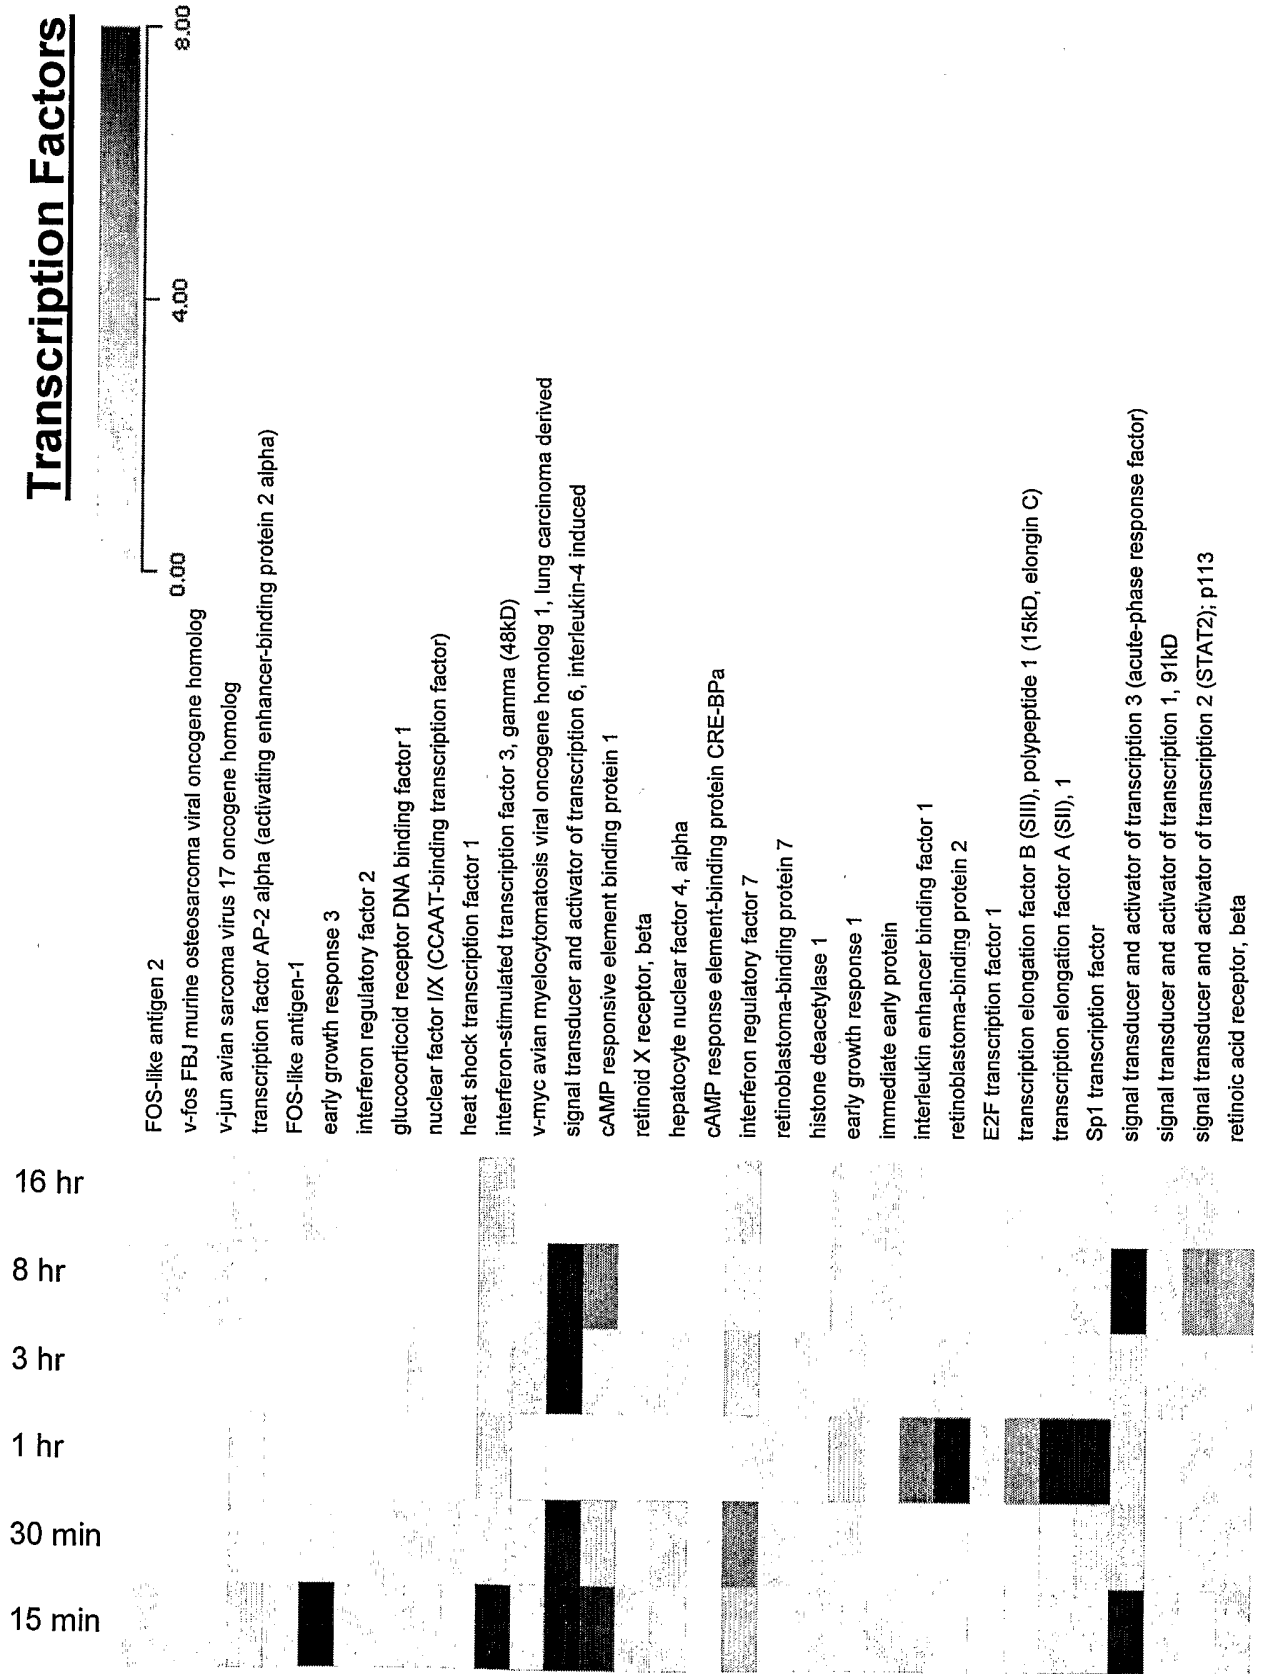 Transcription Factors
0.00
4.00
8.00
15 min
30 min
1 hr
3 hr
8 hr
16 hr
FOS-like antigen 2
v-fos FBJ murine osteosarcoma viral oncogene homolog
v-jun avian sarcoma virus 17 oncogene homolog
transcription factor AP-2 alpha (activating enhancer-binding protein 2 alpha)
FOS-like antigen-1
early growth response 3
interferon regulatory factor 2
glucocorticoid receptor DNA binding factor 1
nuclear factor I/X (CCAAT-binding transcription factor)
heat shock transcription factor 1
interferon-stimulated transcription factor 3, gamma (48kD)
v-myc avian myelocytomatosis viral oncogene homolog 1, lung carcinoma derived
signal transducer and activator of transcription 6, interleukin-4 induced
cAMP responsive element binding protein 1
retinoid X receptor, beta
hepatocyte nuclear factor 4, alpha
cAMP response element-binding protein CRE-BPa
interferon regulatory factor 7
retinoblastoma-binding protein 7
histone deacetylase 1
early growth response 1
immediate early protein
interleukin enhancer binding factor 1
retinoblastoma-binding protein 2
E2F transcription factor 1
transcription elongation factor B (SIII), polypeptide 1 (15kD, elongin C)
transcription elongation factor A (SII), 1
Sp1 transcription factor
signal transducer and activator of transcription 3 (acute-phase response factor)
signal transducer and activator of transcription 1, 91kD
signal transducer and activator of transcription 2 (STAT2); p113
retinoic acid receptor, beta